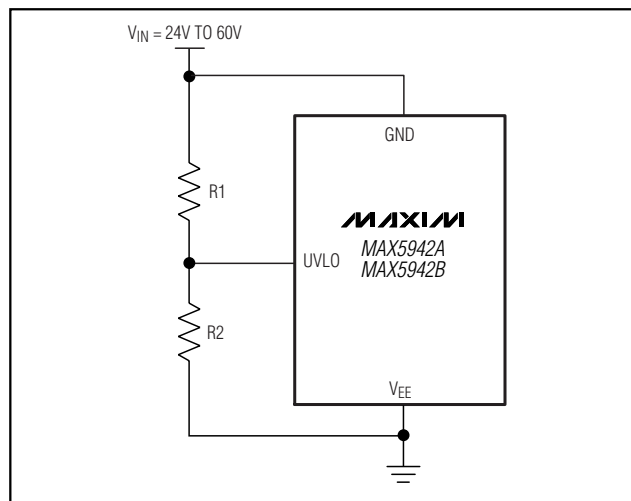 V_IN = 24V TO 60V
GND
R1
MAXIM
MAX5942A
MAX5942B
UVLO
R2
V_EE